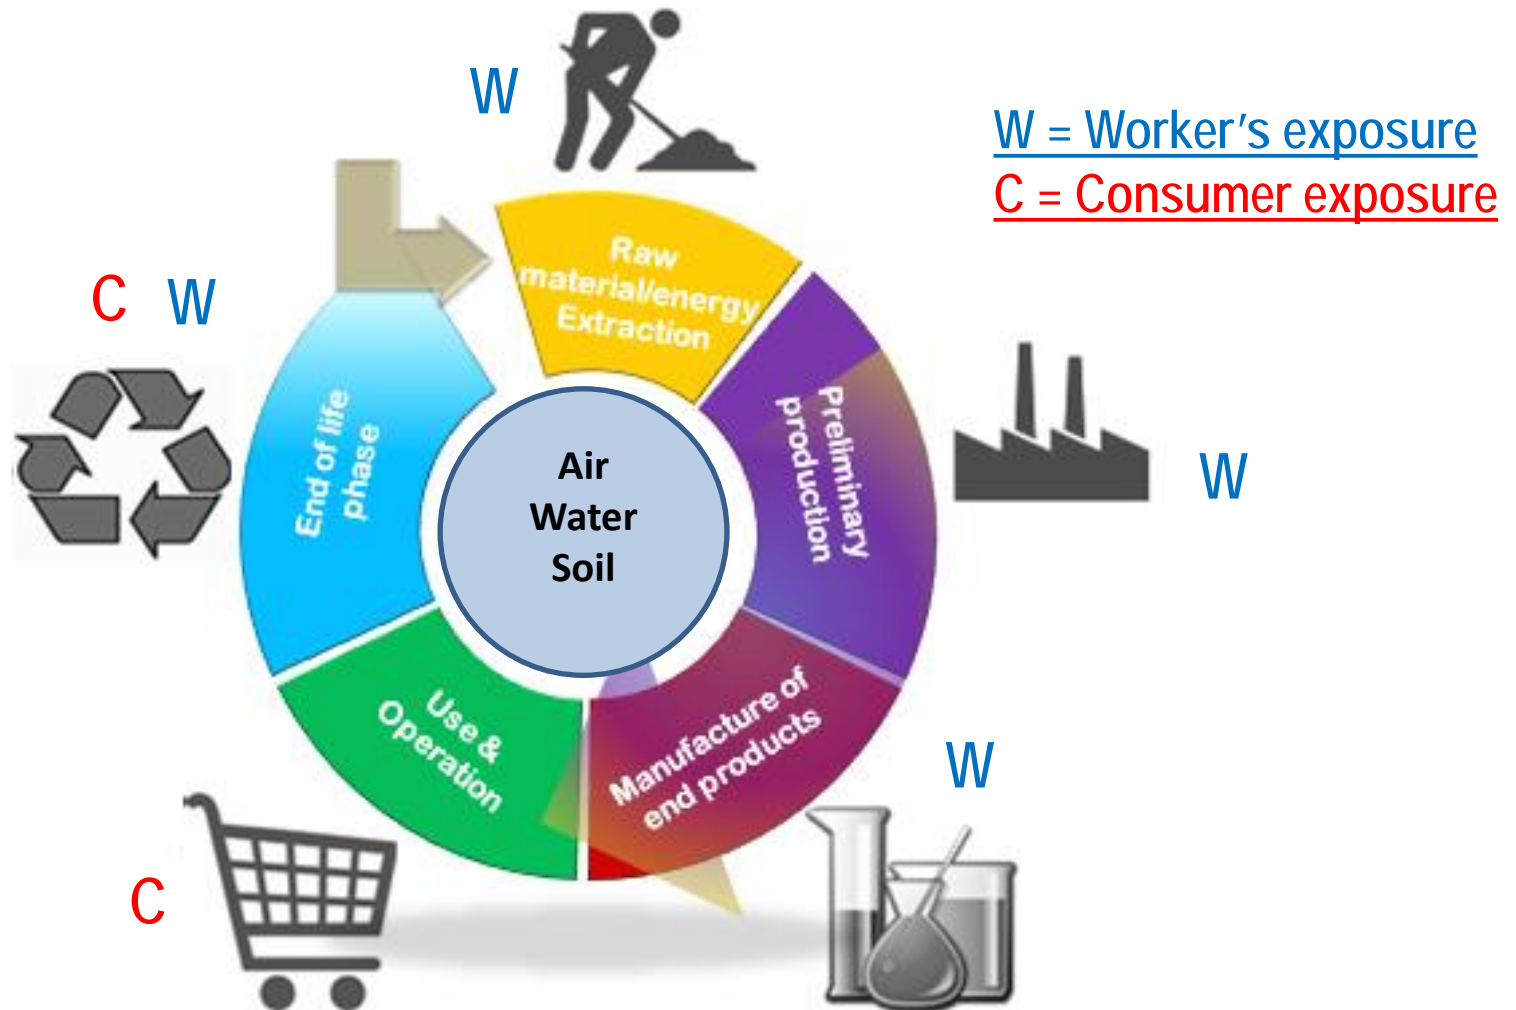 W
W = Worker’s exposure
C = Consumer exposure
Raw
material/energy
Extraction
C W
Preliminary
production
W
End of life
phase
Air
Water
Soil
Use &
Operation
Manufacture of
end products
W
C